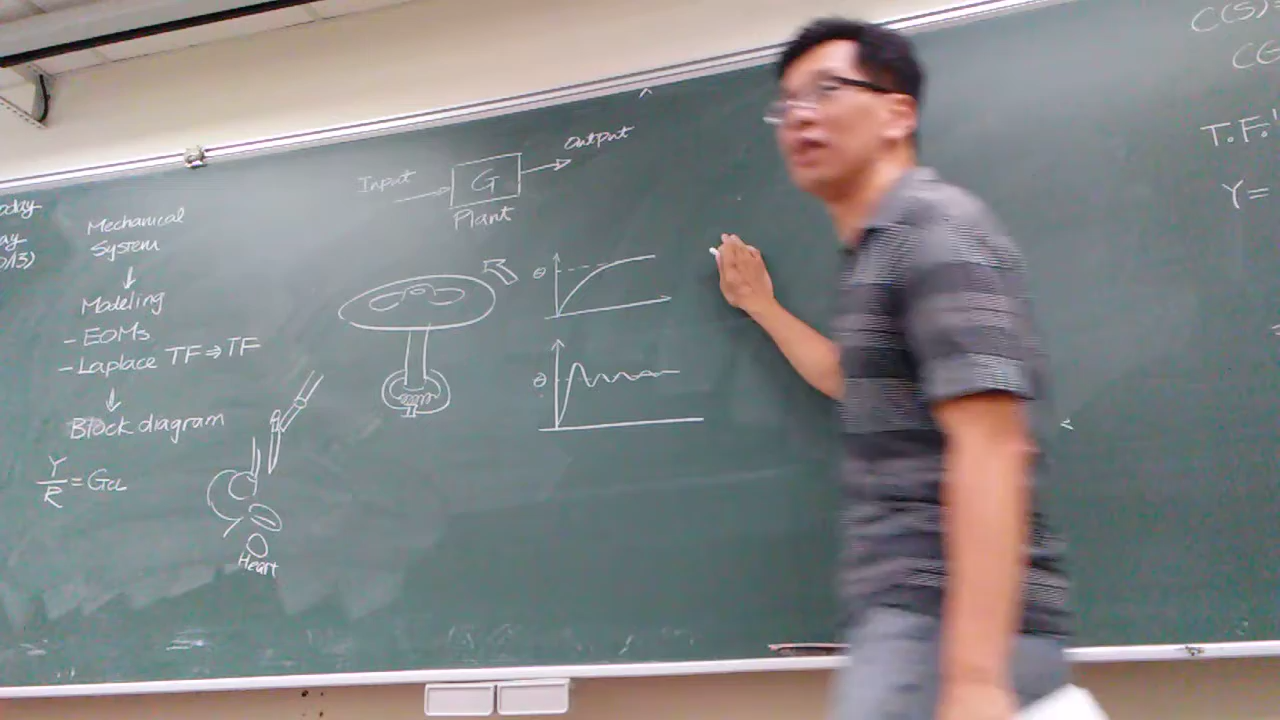 Mechanical
System
↓
Modeling
- EOMs
- Laplace TF ⇒ TF
↓
Block diagram
Y/R = GCL
Heart
Input
G
Output
Plant
θ
θ
C(S)=
T.F.
Y=